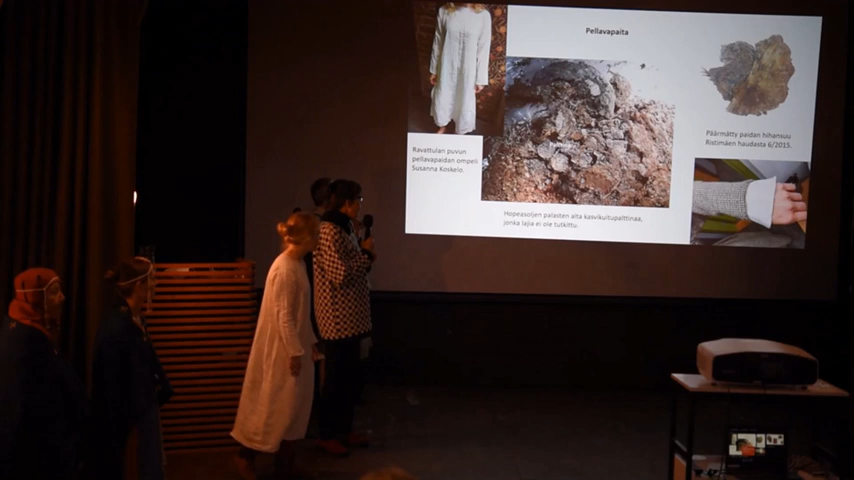 Pellavapaita
Ravattulan puvun
pellavapaidan ompeli
Susanna Koskelo.
Hopeasoljen palasten alta kasvikuitupalttinaa,
jonka lajia ei ole tutkittu.
Päärmätty paidan hihansuu
Ristimäen haudasta 6/2015.